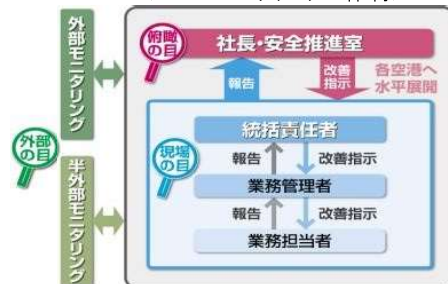 外部モニタリング
半外部モニタリング
外部の目
俯瞰の目
社長・安全推進室
報告
改善指示
各空港へ
水平展開
現場の目
統括責任者
報告
改善指示
業務管理者
報告
改善指示
業務担当者